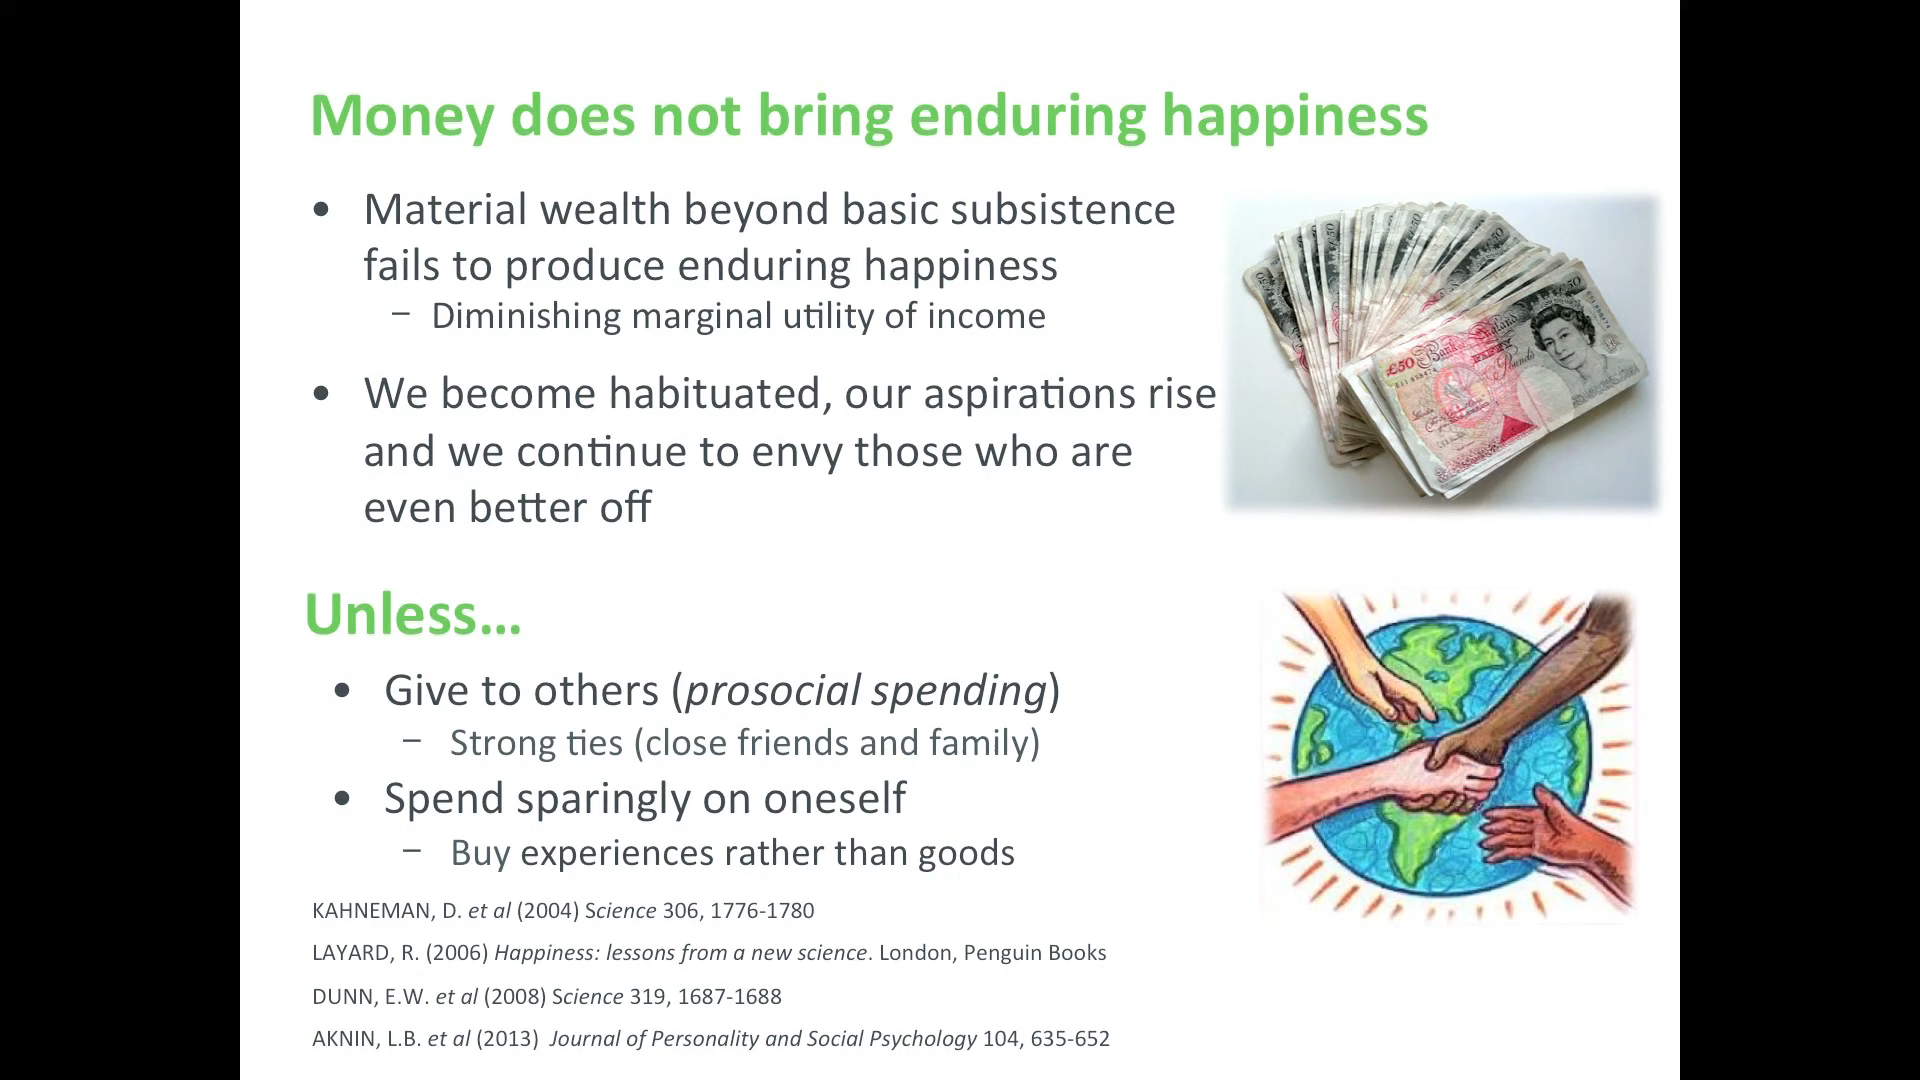 Money does not bring enduring happiness
• Material wealth beyond basic subsistence
fails to produce enduring happiness
– Diminishing marginal utility of income
• We become habituated, our aspirations rise
and we continue to envy those who are
even better off
£50
Bank of England
Pounds
Unless...
• Give to others (prosocial spending)
– Strong ties (close friends and family)
• Spend sparingly on oneself
– Buy experiences rather than goods
KAHNEMAN, D. et al (2004) Science 306, 1776-1780
LAYARD, R. (2006) Happiness: lessons from a new science. London, Penguin Books
DUNN, E.W. et al (2008) Science 319, 1687-1688
AKNIN, L.B. et al (2013) Journal of Personality and Social Psychology 104, 635-652